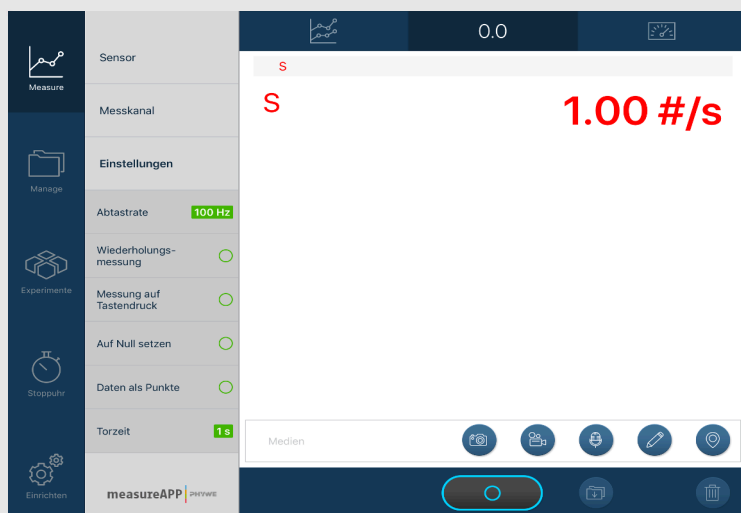 Measure
Manage
Experimente
Stoppuhr
Einrichten
Sensor
Messkanal
Einstellungen
Abtastrate 100 Hz
Wiederholungs-
messung
Messung auf
Tastendruck
Auf Null setzen
Daten als Punkte
Torzeit 1 s
measureAPP PHYWE
0.0
S
S 1.00 #/s
Medien